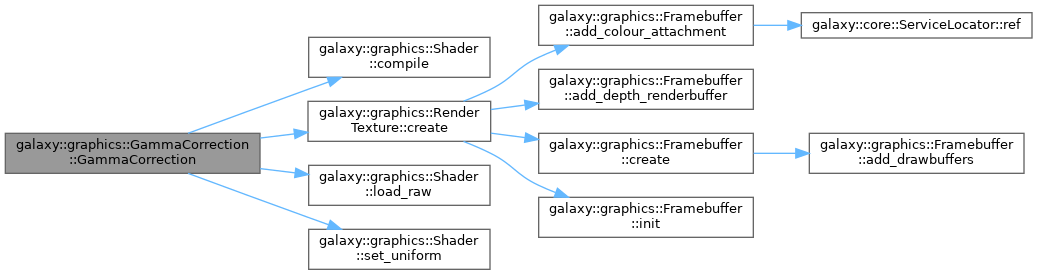 galaxy::graphics::GammaCorrection
::GammaCorrection
galaxy::graphics::Shader
::compile
galaxy::graphics::Render
Texture::create
galaxy::graphics::Shader
::load_raw
galaxy::graphics::Shader
::set_uniform
galaxy::graphics::Framebuffer
::add_colour_attachment
galaxy::graphics::Framebuffer
::add_depth_renderbuffer
galaxy::graphics::Framebuffer
::create
galaxy::graphics::Framebuffer
::init
galaxy::core::ServiceLocator::ref
galaxy::graphics::Framebuffer
::add_drawbuffers